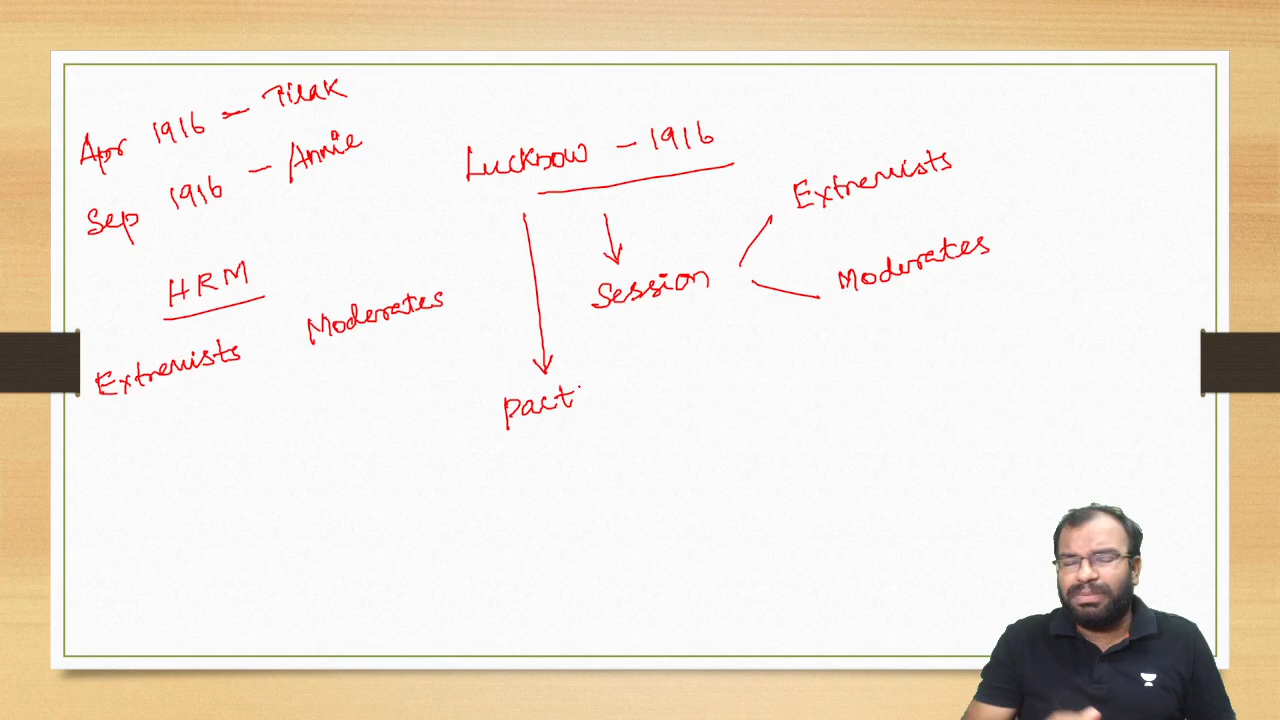 Apr 1916 - Tilak
Sep 1916 - Annie
HRM
Extremists Moderates
Lucknow - 1916
Session
Extremists
Moderates
Pact